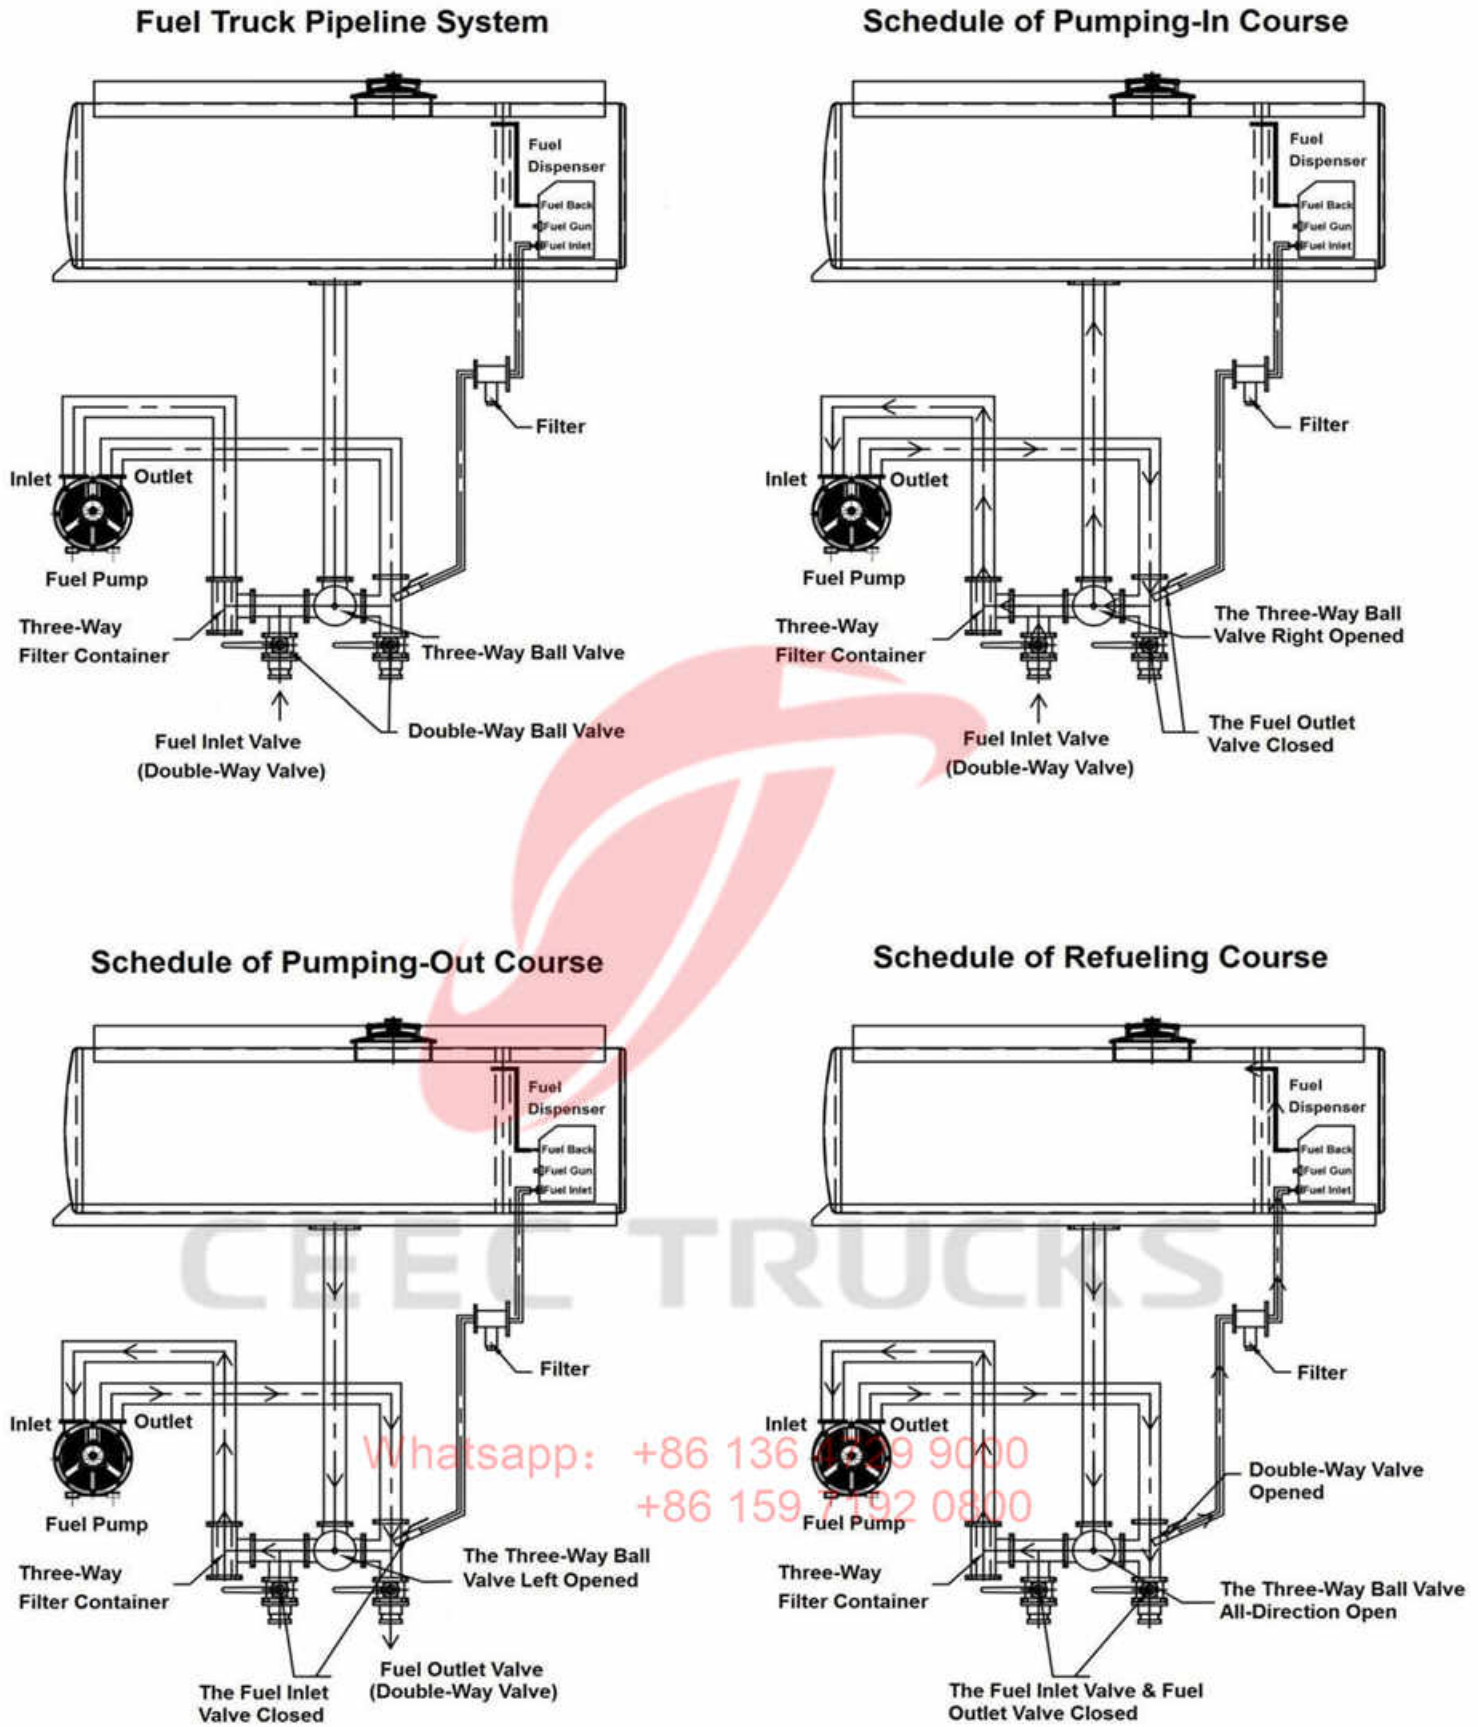 Fuel Truck Pipeline System
Fuel
Dispenser
Fuel Back
Fuel Gun
Fuel Inlet
Filter
Inlet
Outlet
Fuel Pump
Three-Way
Filter Container
Three-Way Ball Valve
Double-Way Ball Valve
Fuel Inlet Valve
(Double-Way Valve)
Schedule of Pumping-In Course
Fuel
Dispenser
Fuel Back
Fuel Gun
Fuel Inlet
Filter
Inlet
Outlet
Fuel Pump
Three-Way
Filter Container
The Three-Way Ball
Valve Right Opened
The Fuel Outlet
Valve Closed
Fuel Inlet Valve
(Double-Way Valve)
Schedule of Pumping-Out Course
Fuel
Dispenser
Fuel Back
Fuel Gun
Fuel Inlet
Filter
Inlet
Outlet
Fuel Pump
Three-Way
Filter Container
The Three-Way Ball
Valve Left Opened
Fuel Outlet Valve
(Double-Way Valve)
The Fuel Inlet
Valve Closed
Schedule of Refueling Course
Fuel
Dispenser
Fuel Back
Fuel Gun
Fuel Inlet
Filter
Inlet
Outlet
Fuel Pump
Double-Way Valve
Opened
Three-Way
Filter Container
The Three-Way Ball Valve
All-Direction Open
The Fuel Inlet Valve & Fuel
Outlet Valve Closed
CEEC TRUCKS
Whatsapp： +86 136 4729 9000
+86 159 7192 0800